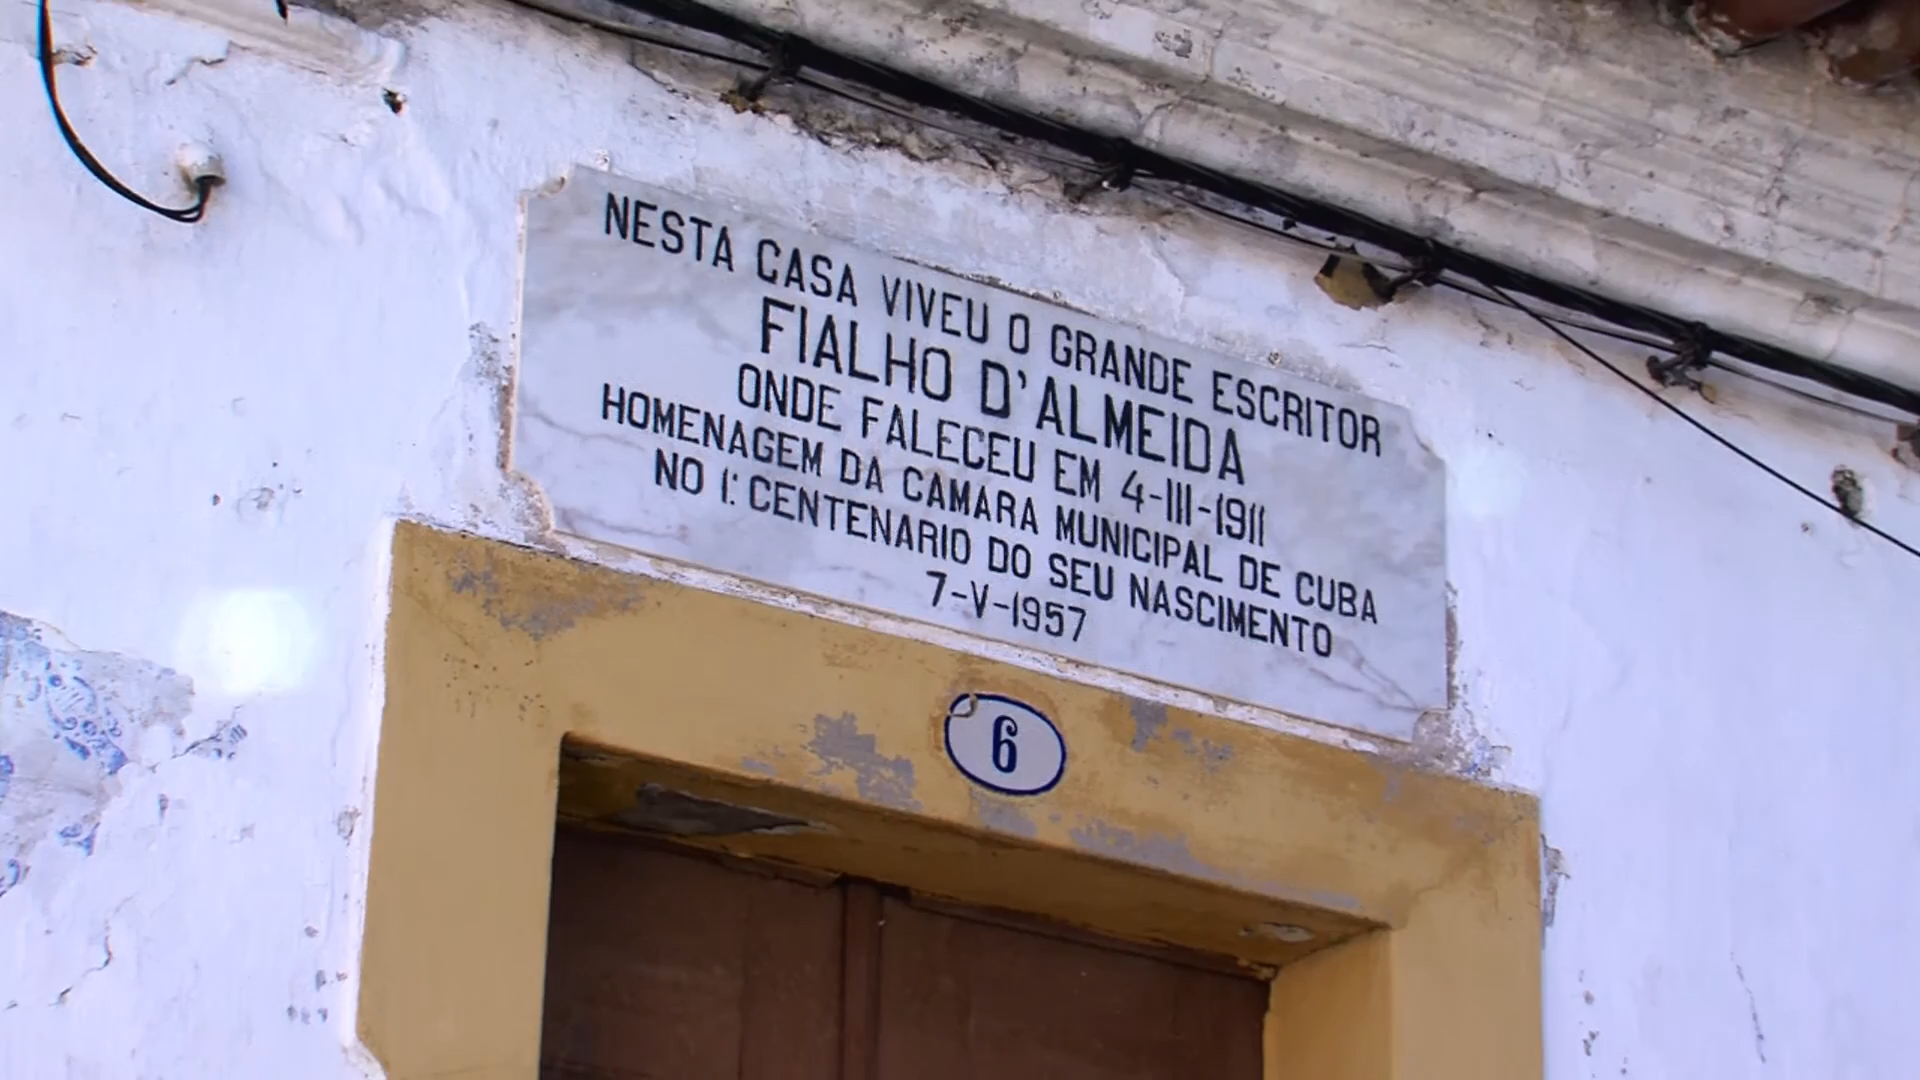 NESTA CASA VIVEU O GRANDE ESCRITOR
FIALHO D'ALMEIDA
ONDE FALECEU EM 4-III-1911
HOMENAGEM DA CAMARA MUNICIPAL DE CUBA
NO 1.º CENTENARIO DO SEU NASCIMENTO
7-V-1957
6